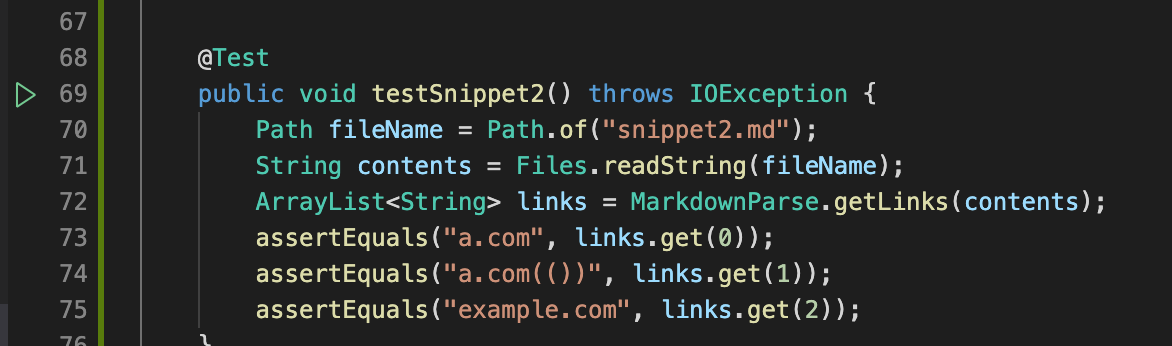 67
68 @Test
69 public void testSnippet2() throws IOException {
70 Path fileName = Path.of("snippet2.md");
71 String contents = Files.readString(fileName);
72 ArrayList<String> links = MarkdownParse.getLinks(contents);
73 assertEquals("a.com", links.get(0));
74 assertEquals("a.com(())", links.get(1));
75 assertEquals("example.com", links.get(2));
76 }